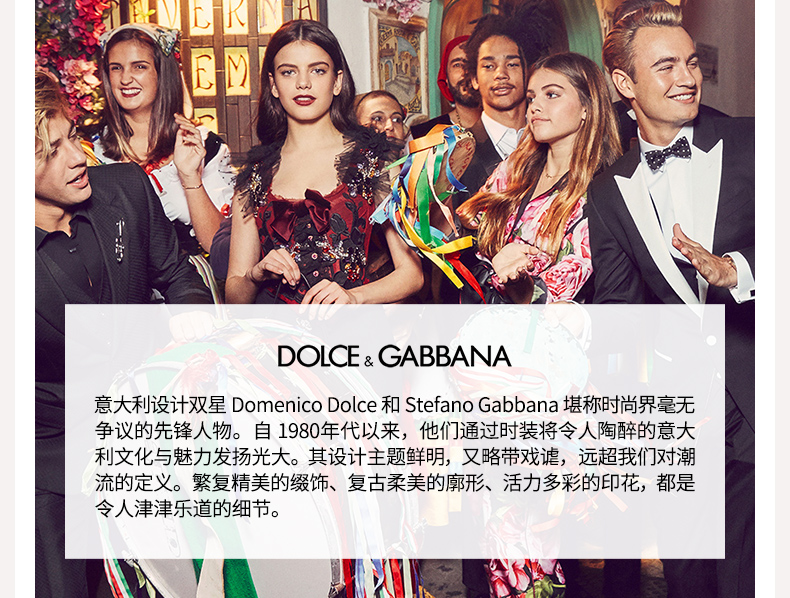 VERNA
EM
DOLCE & GABBANA
意大利设计双星 Domenico Dolce 和 Stefano Gabbana 堪称时尚界毫无
争议的先锋人物。自 1980年代以来，他们通过时装将令人陶醉的意大
利文化与魅力发扬光大。其设计主题鲜明，又略带戏谑，远超我们对潮
流的定义。繁复精美的缀饰、复古柔美的廓形、活力多彩的印花，都是
令人津津乐道的细节。